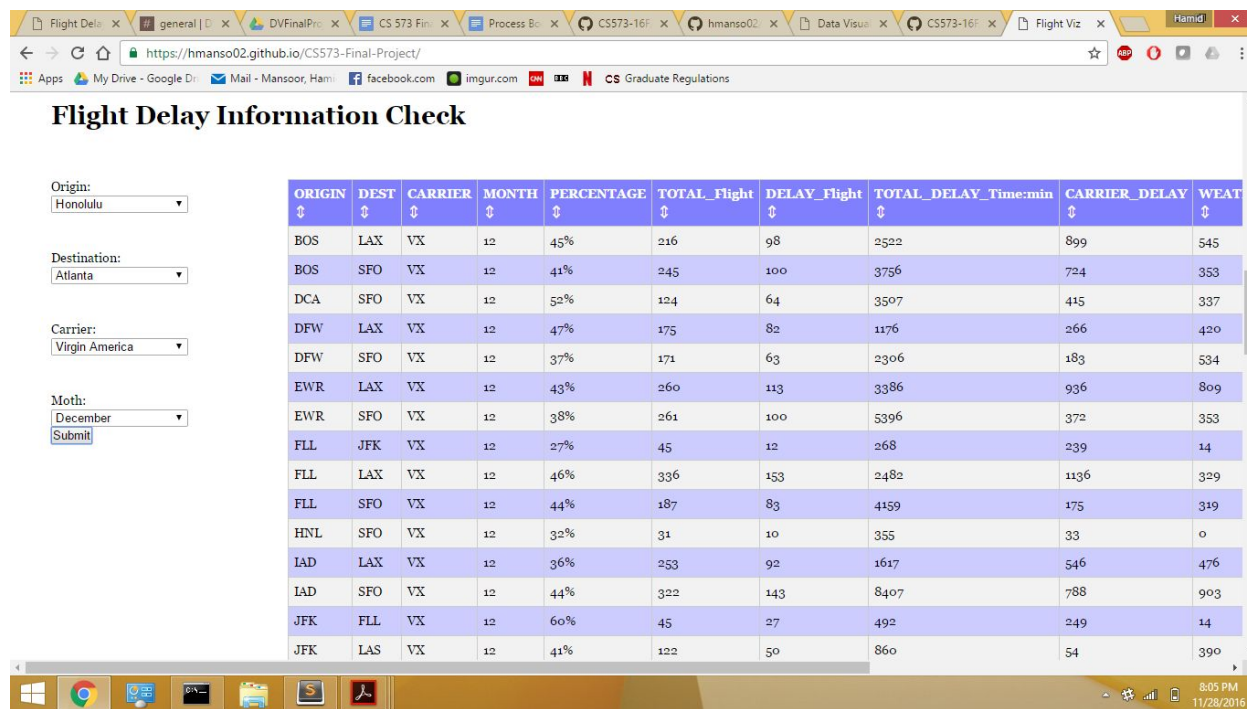 Flight Dela
general | D
DVFinalPro
CS 573 Fin
Process Bo
CS573-16F
hmanso02
Data Visual
CS573-16F
Flight Viz
Hamid
https://hmanso02.github.io/CS573-Final-Project/
ABP
Apps My Drive - Google Dr Mail - Mansoor, Ham facebook.com imgur.com CNN BBC N CS Graduate Regulations
Flight Delay Information Check
Origin:
Honolulu
Destination:
Atlanta
Carrier:
Virgin America
Moth:
December
Submit
ORIGIN DEST CARRIER MONTH PERCENTAGE TOTAL_Flight DELAY_Flight TOTAL_DELAY_Time:min CARRIER_DELAY WEAT
⇕ ⇕ ⇕ ⇕ ⇕ ⇕ ⇕ ⇕ ⇕ ⇕
BOS LAX VX 12 45% 216 98 2522 899 545
BOS SFO VX 12 41% 245 100 3756 724 353
DCA SFO VX 12 52% 124 64 3507 415 337
DFW LAX VX 12 47% 175 82 1176 266 420
DFW SFO VX 12 37% 171 63 2306 183 534
EWR LAX VX 12 43% 260 113 3386 936 809
EWR SFO VX 12 38% 261 100 5396 372 353
FLL JFK VX 12 27% 45 12 268 239 14
FLL LAX VX 12 46% 336 153 2482 1136 329
FLL SFO VX 12 44% 187 83 4159 175 319
HNL SFO VX 12 32% 31 10 355 33 0
IAD LAX VX 12 36% 253 92 1617 546 476
IAD SFO VX 12 44% 322 143 8407 788 903
JFK FLL VX 12 60% 45 27 492 249 14
JFK LAS VX 12 41% 122 50 860 54 390
8:05 PM
11/28/2016